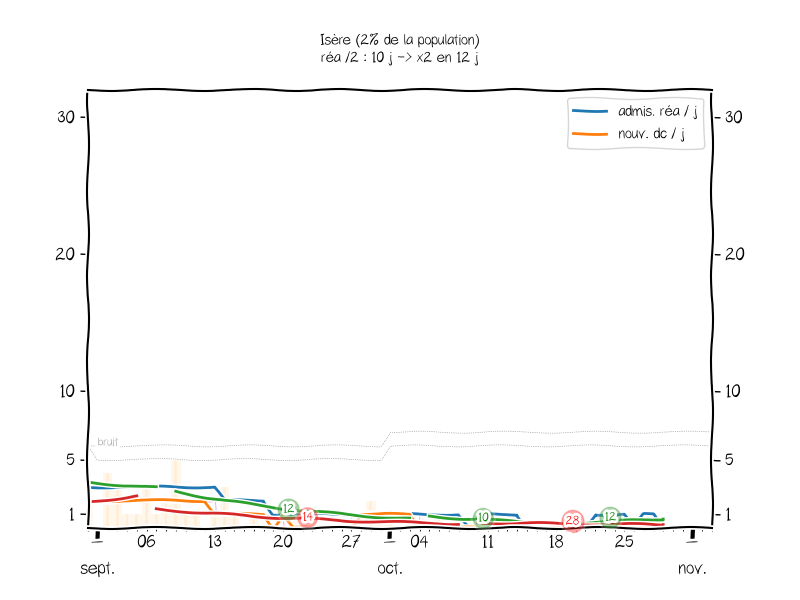 Isère (2% de la population)
réa /2 : 10 j -> x2 en 12 j
admis. réa / j
nouv. dc / j
30
30
20
20
10
10
bruit
5
5
12
14
10
28
12
1
1
06
13
20
27
04
11
18
25
sept.
oct.
nov.